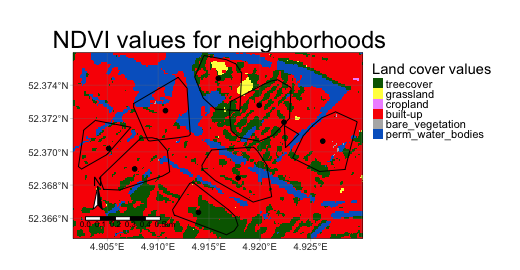 NDVI values for neighborhoods
Land cover values
treecover
grassland
cropland
built-up
bare_vegetation
perm_water_bodies
52.374°N
52.372°N
52.370°N
52.368°N
52.366°N
N
4.905°E
4.910°E
4.915°E
4.920°E
4.925°E